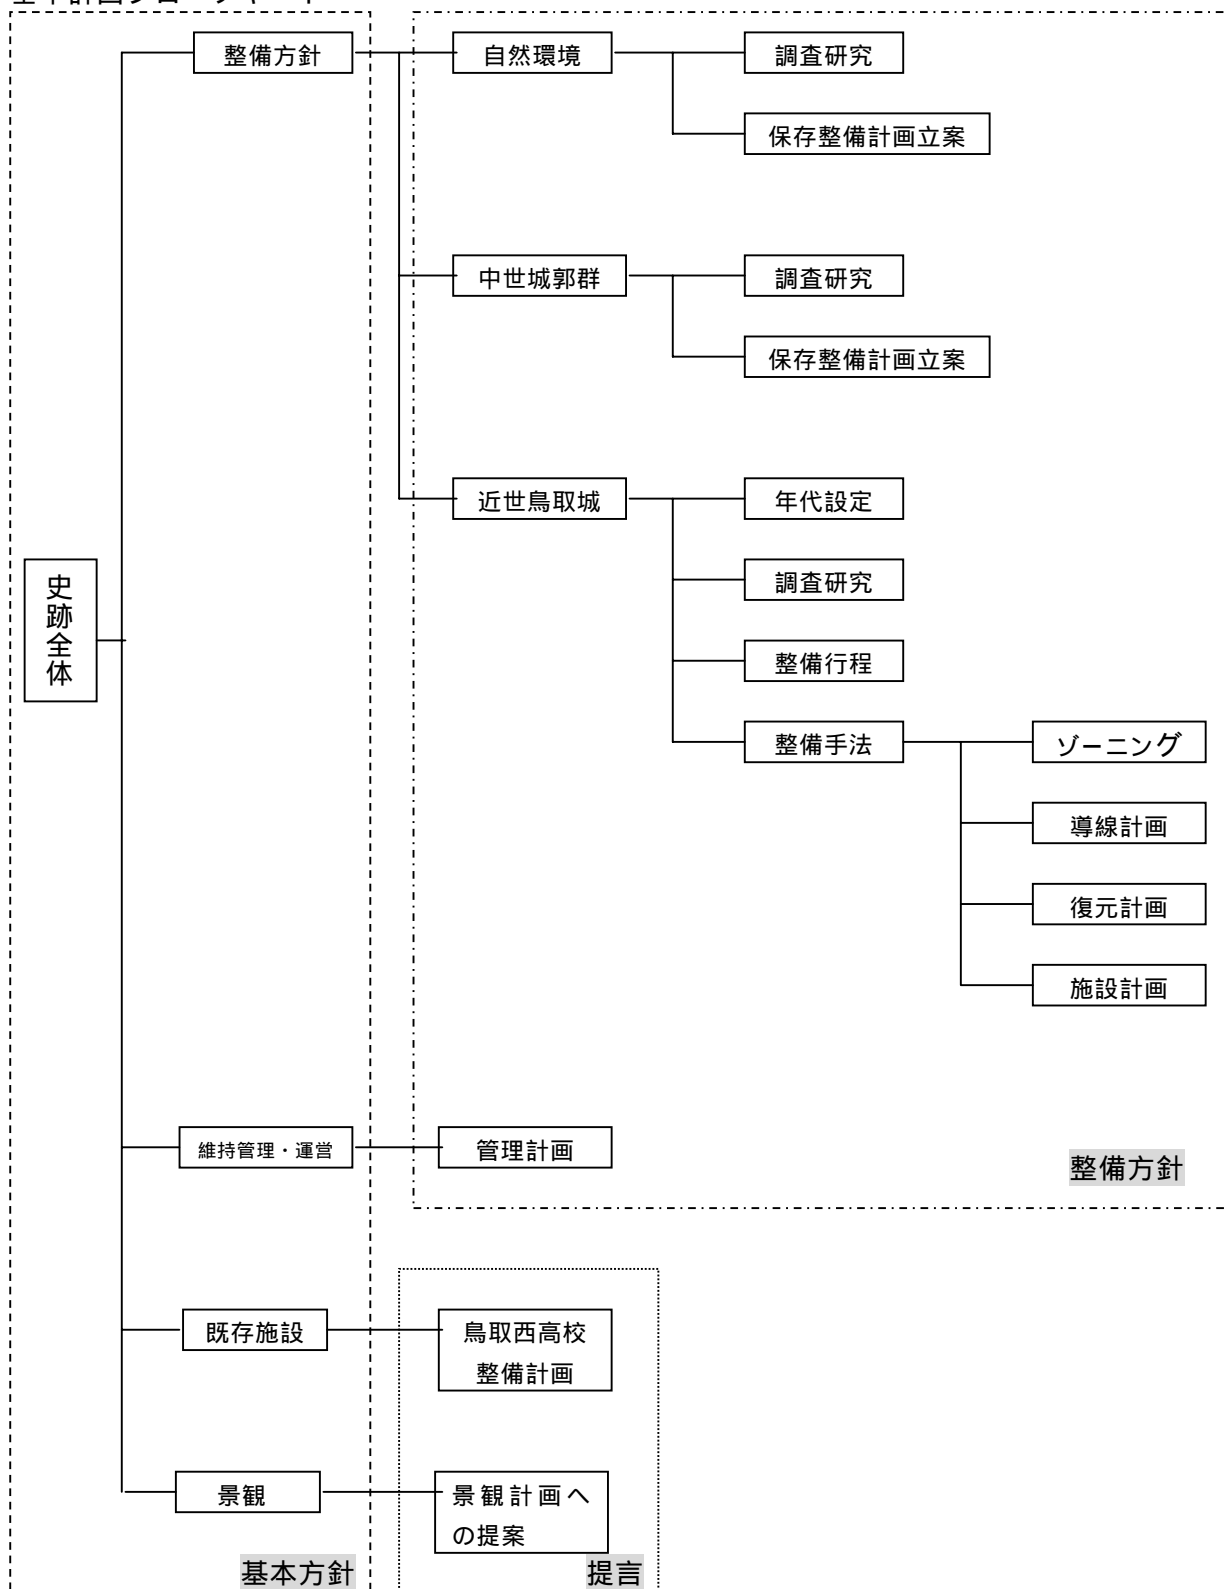 整備方針
自然環境
調査研究
保存整備計画立案
中世城郭群
調査研究
保存整備計画立案
近世鳥取城
年代設定
調査研究
整備行程
整備手法
ゾーニング
導線計画
復元計画
施設計画
史跡全体
維持管理・運営
管理計画
整備方針
既存施設
鳥取西高校
整備計画
景観
景観計画へ
の提案
基本方針
提言